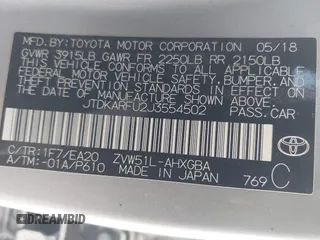 MFD. BY: TOYOTA MOTOR CORPORATION 05/18
GVWR 3915LB GAWR FR 2250LB RR 2150LB
THIS VEHICLE CONFORMS TO ALL APPLICABLE
FEDERAL MOTOR VEHICLE SAFETY, BUMPER, AND
THEFT PREVENTION STANDARDS IN EFFECT ON
THE DATE OF MANUFACTURE SHOWN ABOVE.
JTDKARFU2J3554502 PASS.CAR
C/TR: 1F7/EA20 ZVW51L-AHXGBA
A/TM: -01A/P610 MADE IN JAPAN
769 C
TOYOTA
© BIDWIZARD